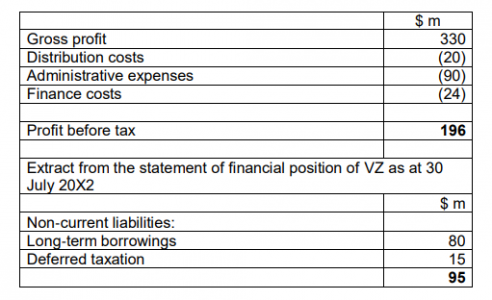 $ m
Gross profit 330
Distribution costs (20)
Administrative expenses (90)
Finance costs (24)
Profit before tax 196
Extract from the statement of financial position of VZ as at 30
July 20X2
$ m
Non-current liabilities:
Long-term borrowings 80
Deferred taxation 15
95